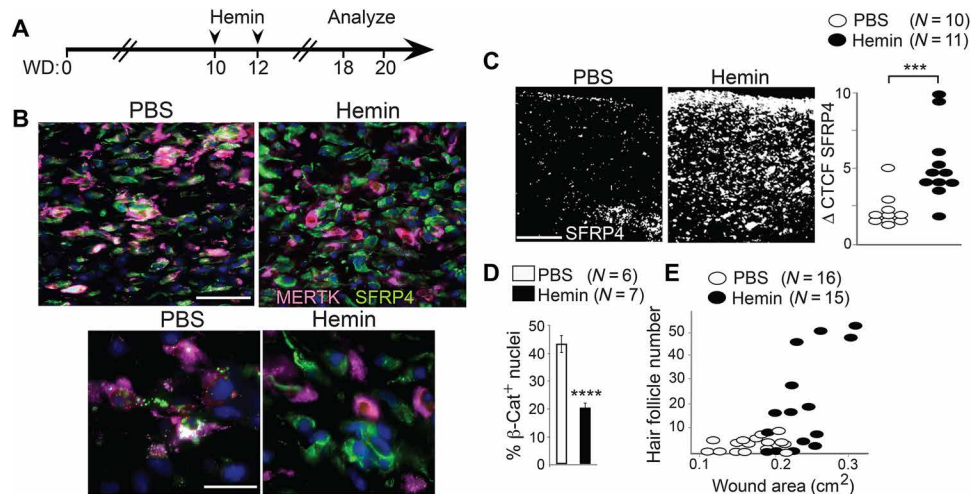 A
Hemin
Analyze
WD: 0
10
12
18
20
B
PBS
Hemin
MERTK SFRP4
PBS
Hemin
C
PBS
Hemin
SFRP4
PBS (N = 10)
Hemin (N = 11)
***
Δ CTCF SFRP4
10
5
0
D
PBS (N = 6)
Hemin (N = 7)
% β-Cat⁺ nuclei
50
40
30
20
10
0
****
E
PBS (N = 16)
Hemin (N = 15)
Hair follicle number
50
40
30
20
10
0.1
0.2
0.3
Wound area (cm²)